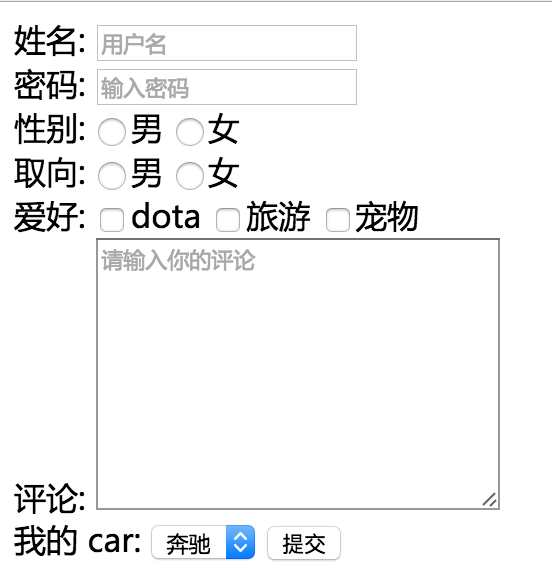 姓名: 用户名
密码: 输入密码
性别: 男 女
取向: 男 女
爱好: dota 旅游 宠物
请输入你的评论
评论:
我的 car: 奔驰 提交